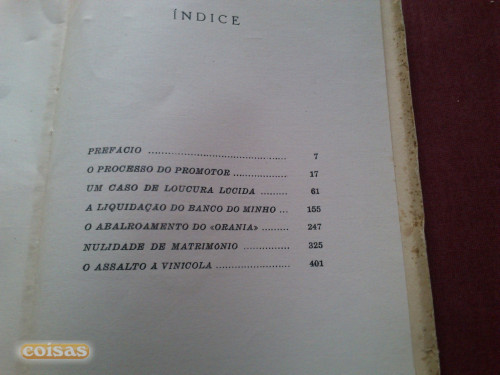 ÍNDICE
PREFÁCIO ........................................ 7
O PROCESSO DO PROMOTOR ................ 17
UM CASO DE LOUCURA LÚCIDA ......... 61
A LIQUIDAÇÃO DO BANCO DO MINHO ... 155
O ABALROAMENTO DO «ORANIA» ......... 247
NULIDADE DE MATRIMÓNIO ................ 325
O ASSALTO À VINÍCOLA ..................... 401
coisas